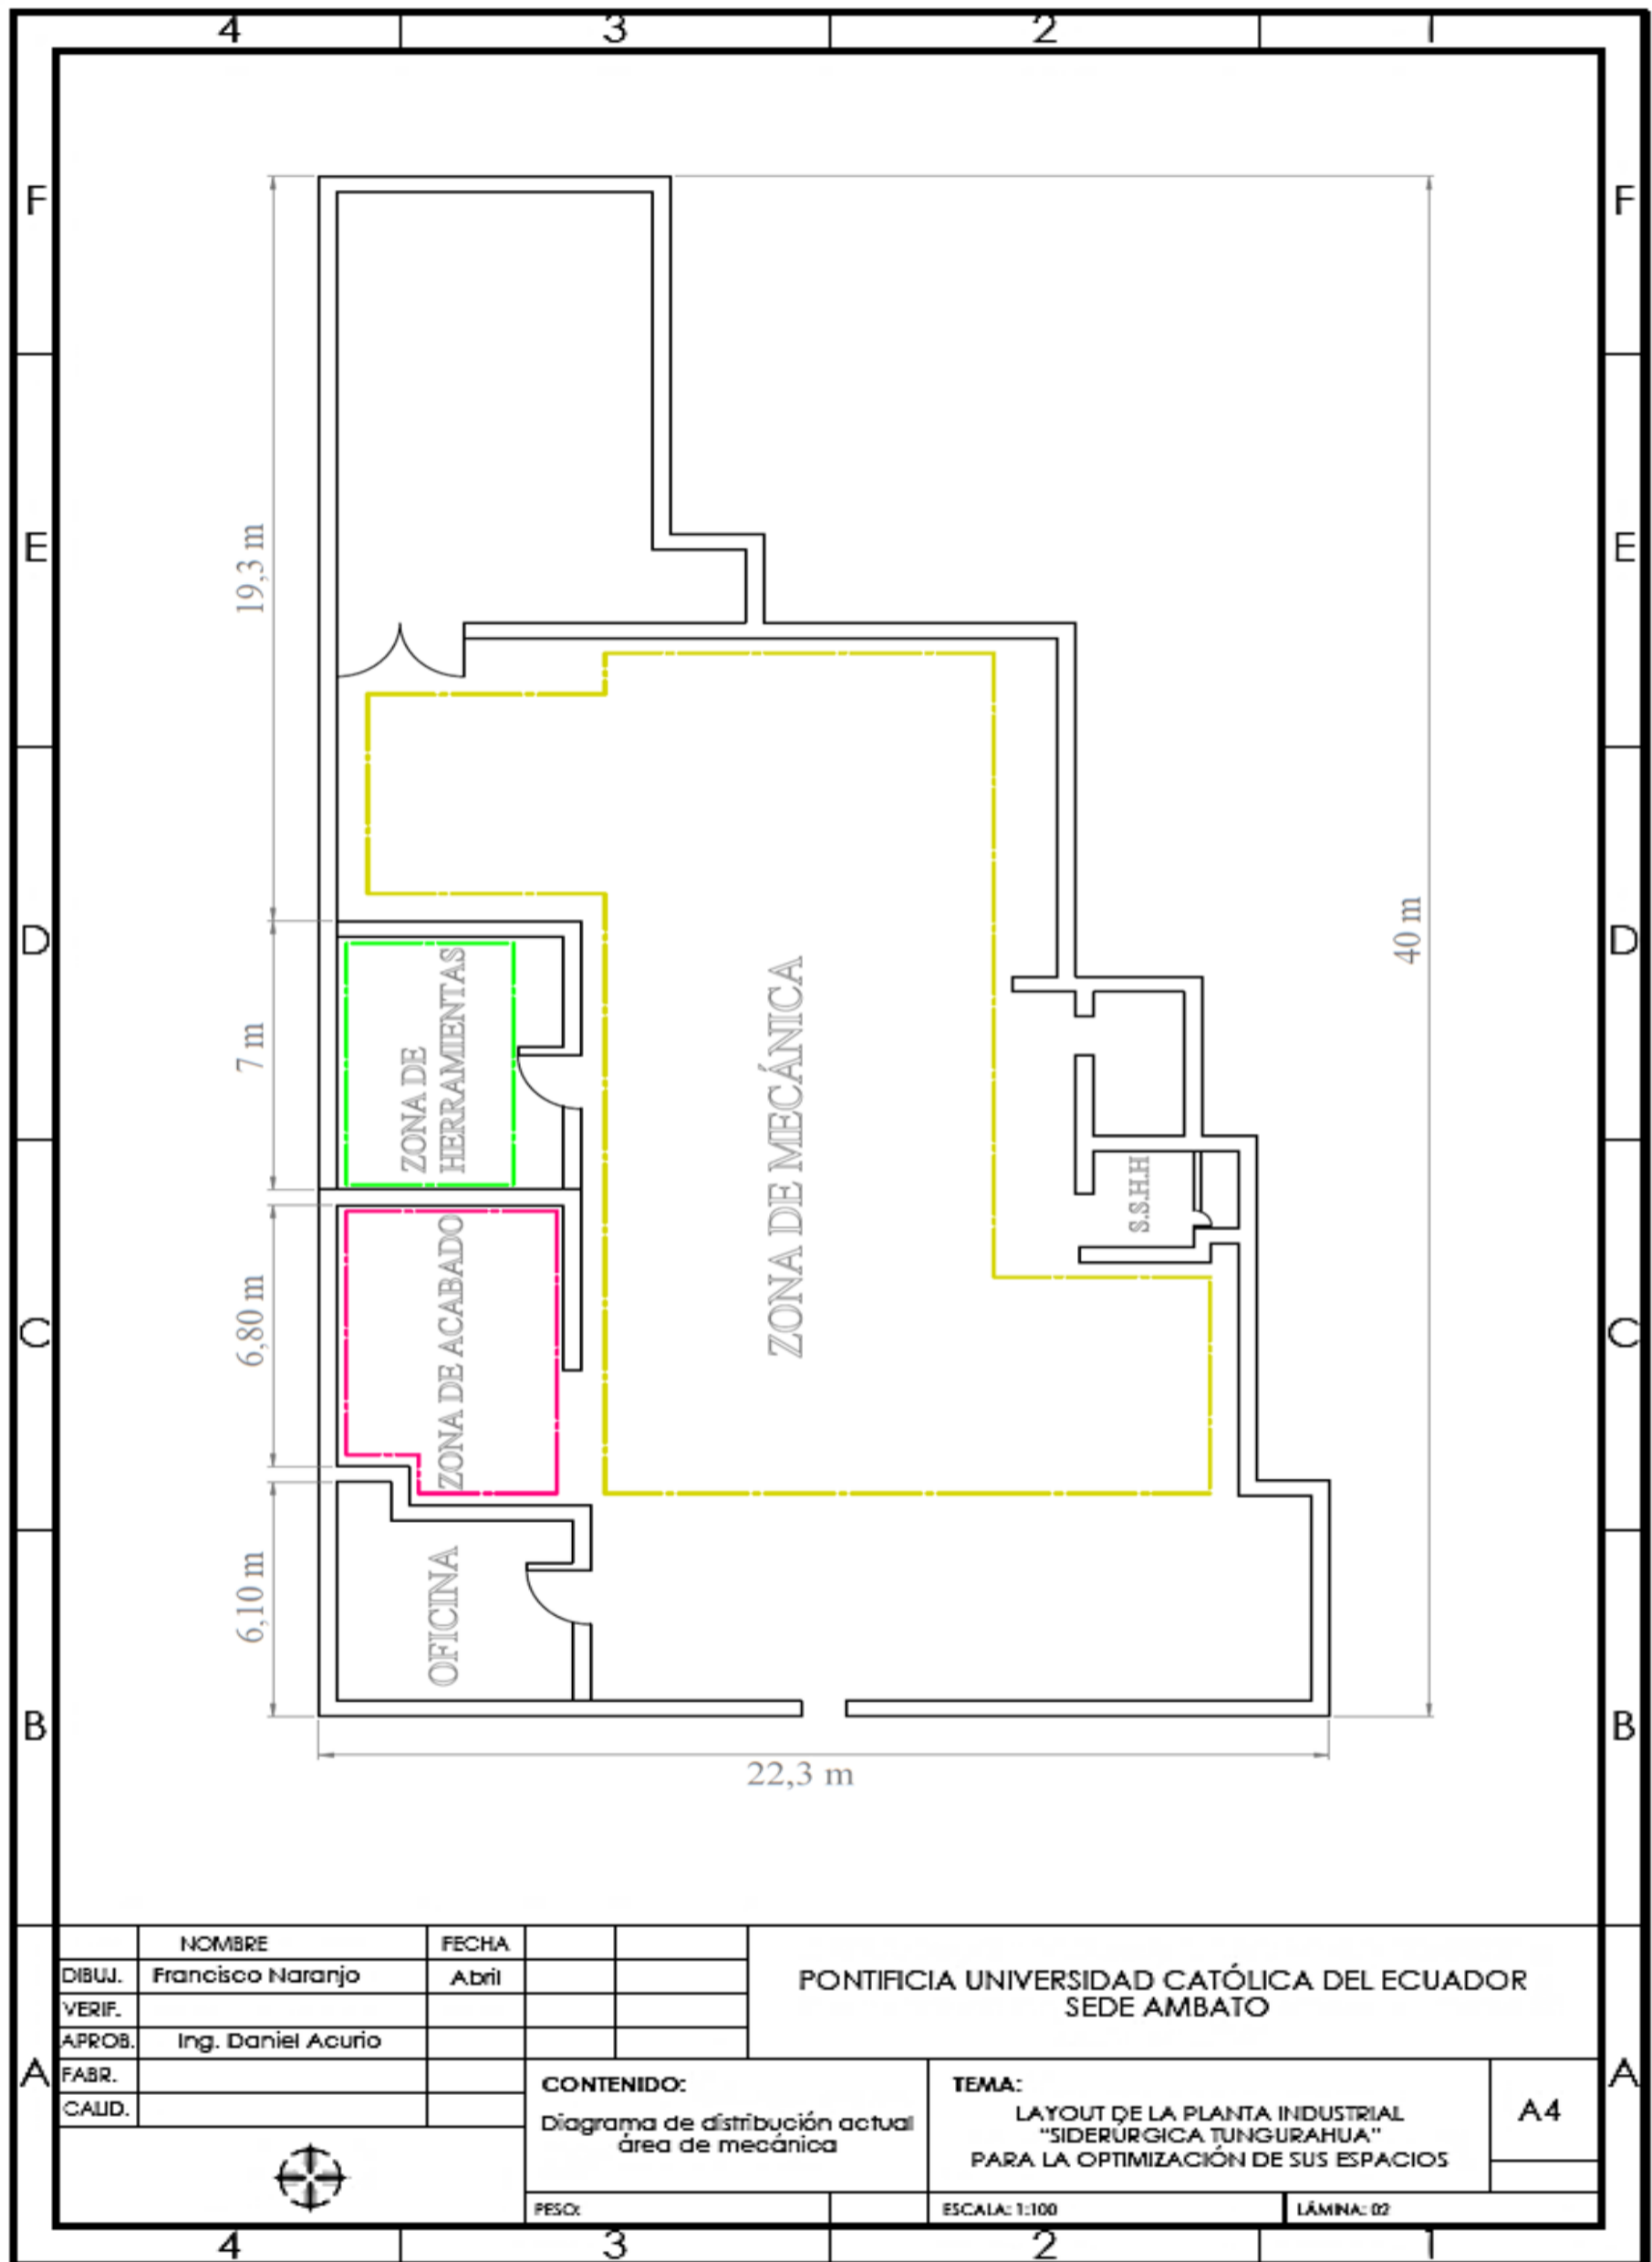 4 3 2 1
F F
E E
D D
C C
B B
A A
19,3 m
7 m
6,80 m
6,10 m
40 m
22,3 m
ZONA DE
HERRAMIENTAS
ZONA DE ACABADO
OFICINA
ZONA DE MECÁNICA
S.S.H.H
NOMBRE FECHA
DIBUJ. Francisco Naranjo Abril
VERIF.
APROB. Ing. Daniel Acurio
FABR.
CALID.
PONTIFICIA UNIVERSIDAD CATÓLICA DEL ECUADOR
SEDE AMBATO
CONTENIDO:
Diagrama de distribución actual
área de mecánica
PESO:
TEMA:
LAYOUT DE LA PLANTA INDUSTRIAL
"SIDERÚRGICA TUNGURAHUA"
PARA LA OPTIMIZACIÓN DE SUS ESPACIOS
A4
ESCALA: 1:100
LÁMINA: 02
4 3 2 1